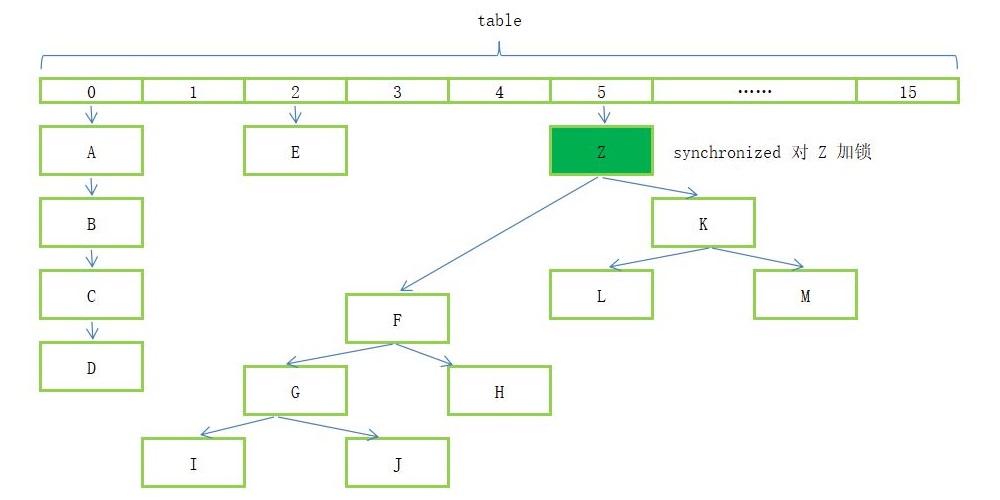 table
0 1 2 3 4 5 …… 15
A E Z synchronized 对 Z 加锁
B K
C L M
F
D
G H
I J